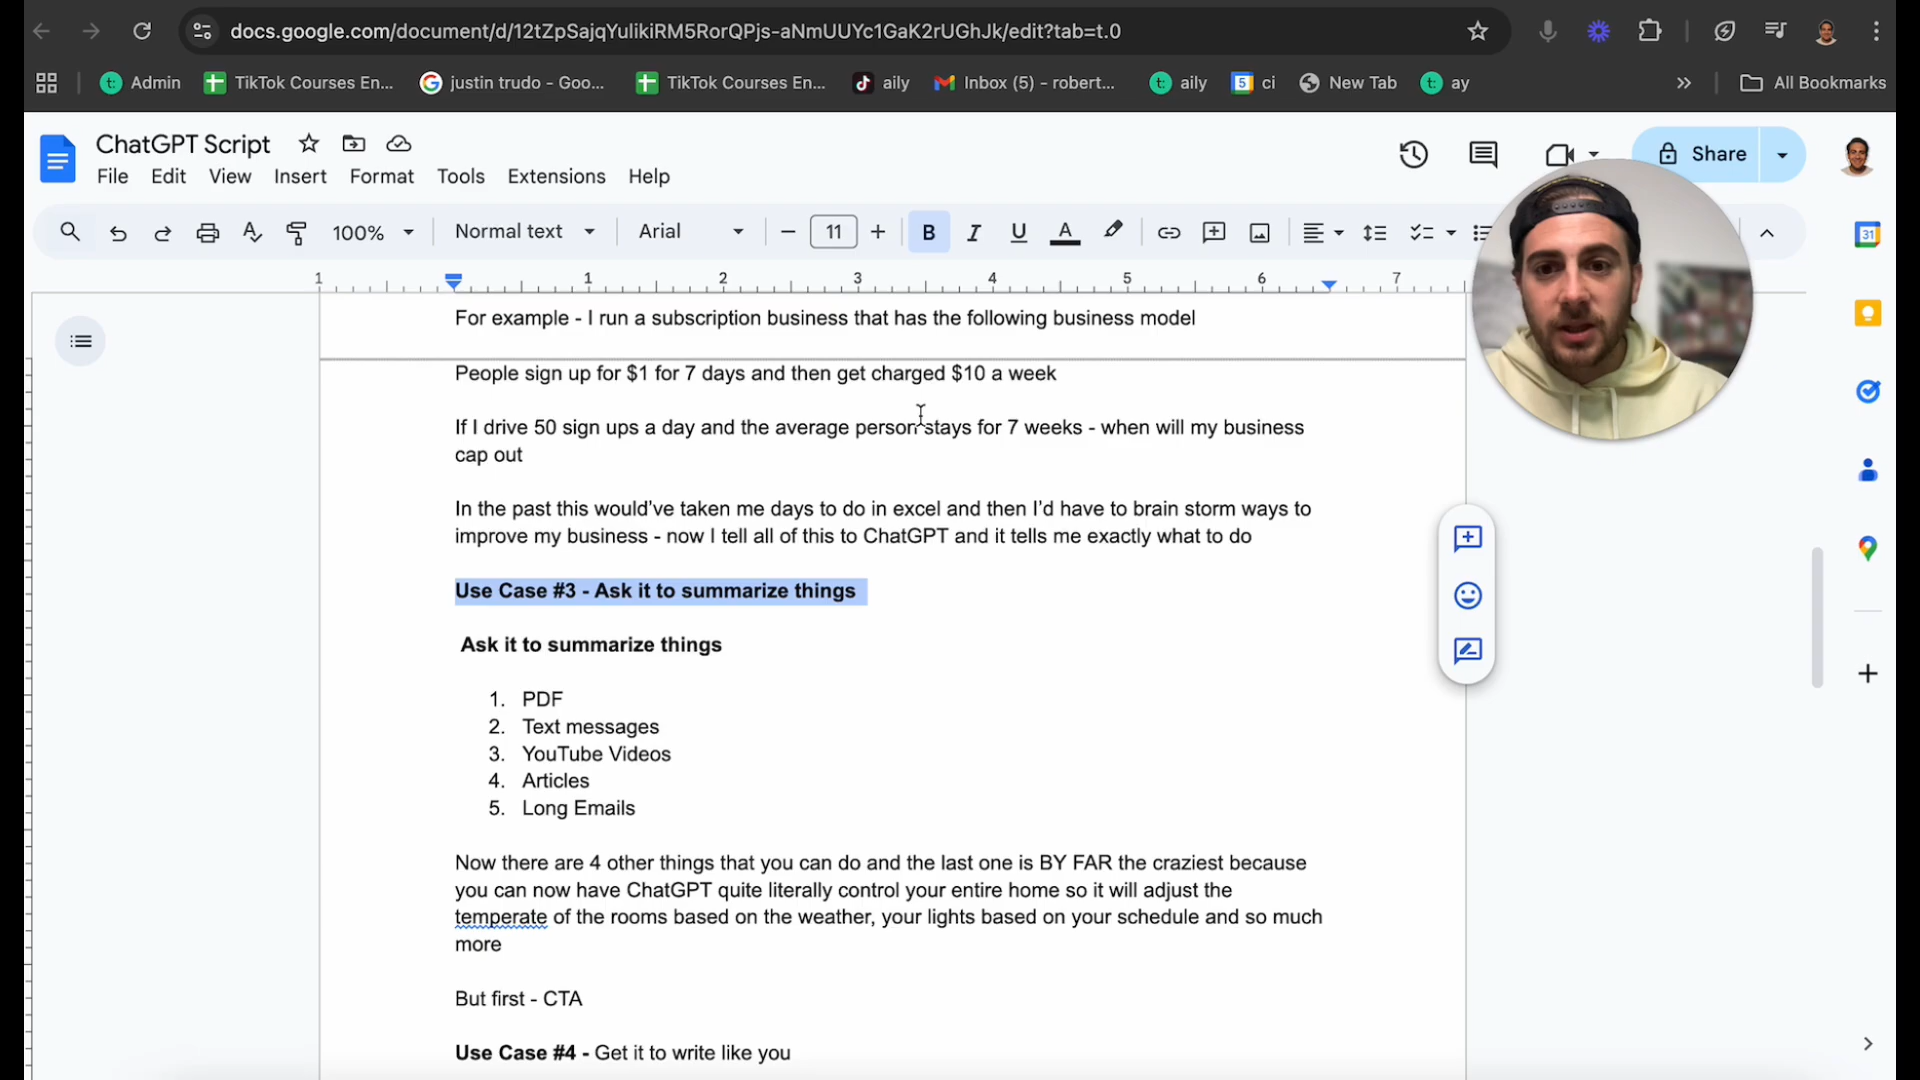 docs.google.com/document/d/12tZpSajqYulikiRM5RorQPjs-aNmUUYc1GaK2rUGhJk/edit?tab=t.0
Admin
TikTok Courses En...
justin trudo - Goo...
TikTok Courses En...
aily
Inbox (5) - robert...
aily
ci
New Tab
ay
All Bookmarks
ChatGPT Script
Share
File Edit View Insert Format Tools Extensions Help
100% Normal text Arial 11 B I U A
1 1 2 3 4 5 6 7
31
For example - I run a subscription business that has the following business model
People sign up for $1 for 7 days and then get charged $10 a week
If I drive 50 sign ups a day and the average person stays for 7 weeks - when will my business
cap out
In the past this would've taken me days to do in excel and then I'd have to brain storm ways to
improve my business - now I tell all of this to ChatGPT and it tells me exactly what to do
Use Case #3 - Ask it to summarize things
Ask it to summarize things
1. PDF
2. Text messages
3. YouTube Videos
4. Articles
5. Long Emails
Now there are 4 other things that you can do and the last one is BY FAR the craziest because
you can now have ChatGPT quite literally control your entire home so it will adjust the
temperate of the rooms based on the weather, your lights based on your schedule and so much
more
But first - CTA
Use Case #4 - Get it to write like you